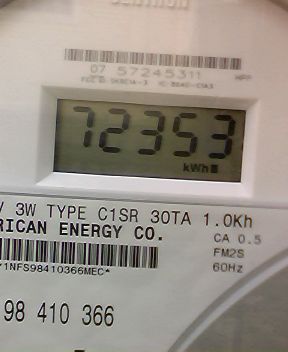 07 57245311
72353
kWh
V 3W TYPE C1SR 30TA 1.0Kh
RICAN ENERGY CO.
CA 0.5
FM2S
60Hz
1NFS98410366MEC*
98 410 366